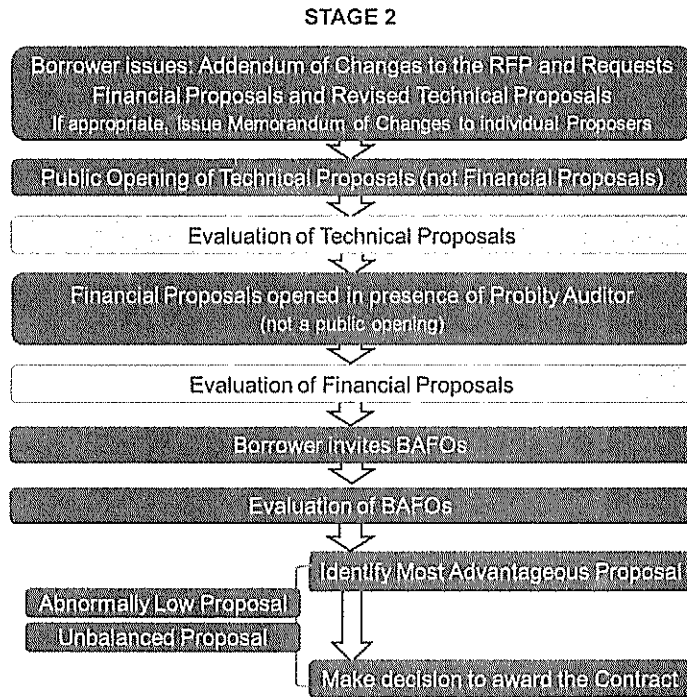 STAGE 2
Borrower issues: Addendum of Changes to the RFP and Requests
Financial Proposals and Revised Technical Proposals
If appropriate, issue Memorandum of Changes to individual Proposers
Public Opening of Technical Proposals (not Financial Proposals)
Evaluation of Technical Proposals
Financial Proposals opened in presence of Probity Auditor
(not a public opening)
Evaluation of Financial Proposals
Borrower invites BAFOs
Evaluation of BAFOs
Identify Most Advantageous Proposal
Abnormally Low Proposal
Unbalanced Proposal
Make decision to award the Contract